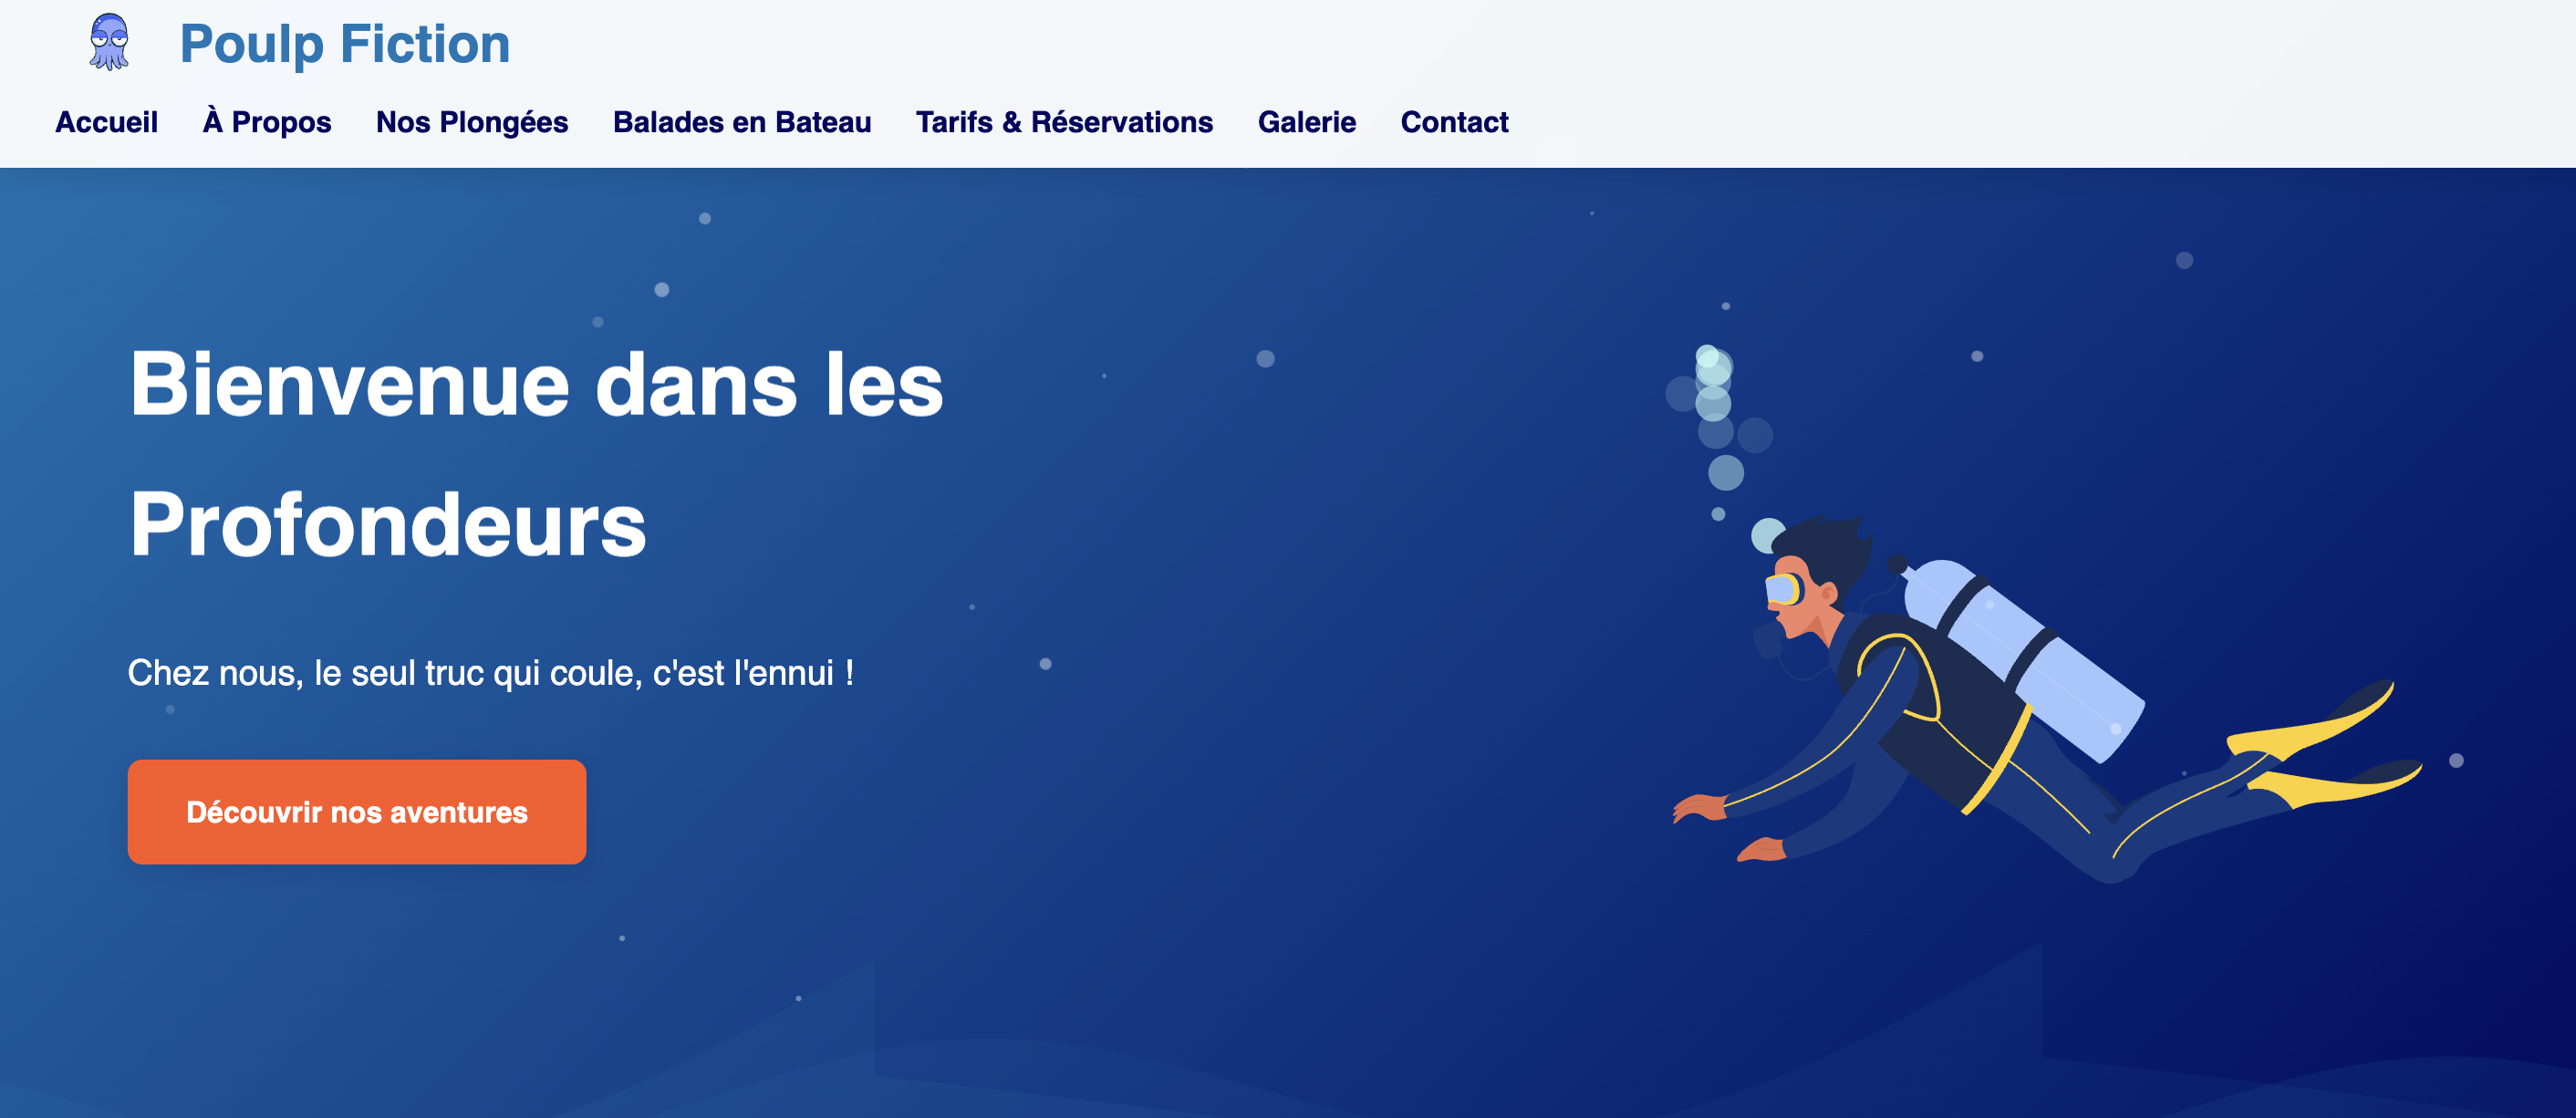 Poulp Fiction
Accueil À Propos Nos Plongées Balades en Bateau Tarifs & Réservations Galerie Contact
Bienvenue dans les
Profondeurs
Chez nous, le seul truc qui coule, c'est l'ennui !
Découvrir nos aventures